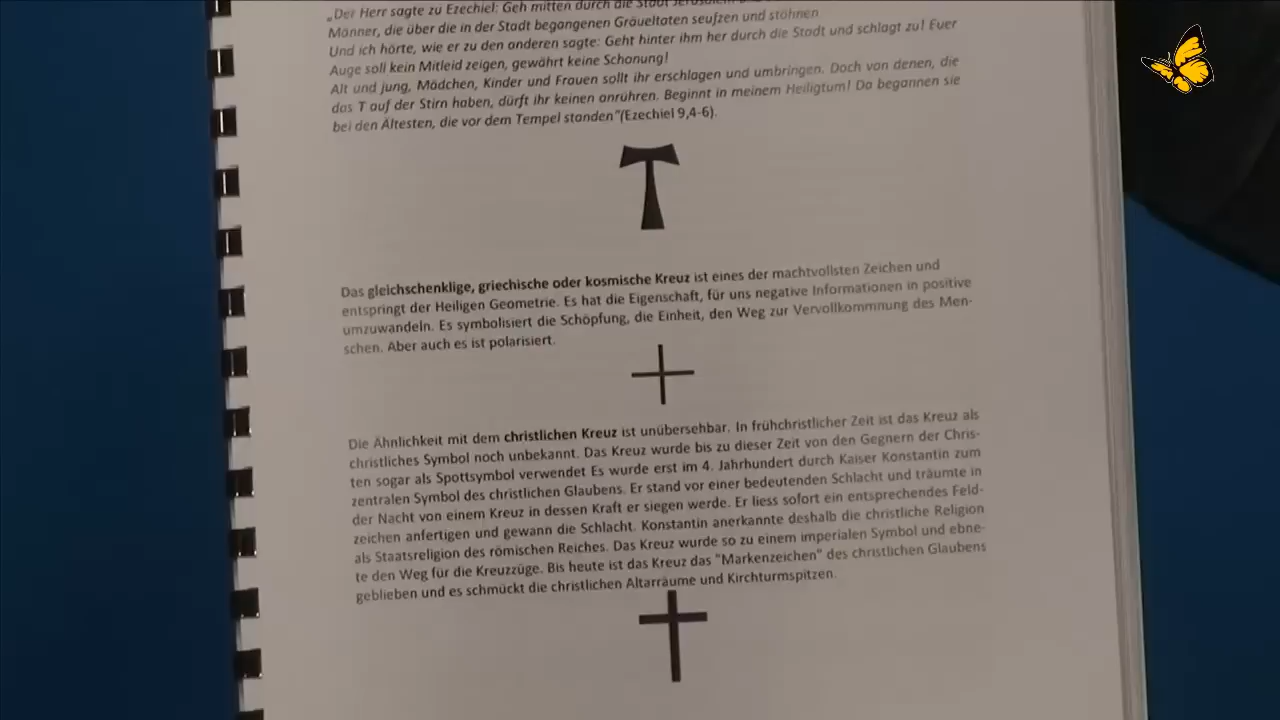 „Der Herr sagte zu Ezechiel: Geh mitten durch die Stadt Jerusalem
Männer, die über die in der Stadt begangenen Gräueltaten seufzen und stöhnen
Und ich hörte, wie er zu den anderen sagte: Geht hinter ihm her durch die Stadt und schlagt zu! Euer
Auge soll kein Mitleid zeigen, gewährt keine Schonung!
Alt und jung, Mädchen, Kinder und Frauen sollt ihr erschlagen und umbringen. Doch von denen, die
das T auf der Stirn haben, dürft ihr keinen anrühren. Beginnt in meinem Heiligtum! Da begannen sie
bei den Ältesten, die vor dem Tempel standen"(Ezechiel 9,4-6).
Das gleichschenklige, griechische oder kosmische Kreuz ist eines der machtvollsten Zeichen und
entspringt der Heiligen Geometrie. Es hat die Eigenschaft, für uns negative Informationen in positive
umzuwandeln. Es symbolisiert die Schöpfung, die Einheit, den Weg zur Vervollkommnung des Men-
schen. Aber auch es ist polarisiert.
Die Ähnlichkeit mit dem christlichen Kreuz ist unübersehbar. In frühchristlicher Zeit ist das Kreuz als
christliches Symbol noch unbekannt. Das Kreuz wurde bis zu dieser Zeit von den Gegnern der Chris-
ten sogar als Spottsymbol verwendet Es wurde erst im 4. Jahrhundert durch Kaiser Konstantin zum
zentralen Symbol des christlichen Glaubens. Er stand vor einer bedeutenden Schlacht und träumte in
der Nacht von einem Kreuz in dessen Kraft er siegen werde. Er liess sofort ein entsprechendes Feld-
zeichen anfertigen und gewann die Schlacht. Konstantin anerkannte deshalb die christliche Religion
als Staatsreligion des römischen Reiches. Das Kreuz wurde so zu einem imperialen Symbol und ebne-
te den Weg für die Kreuzzüge. Bis heute ist das Kreuz das "Markenzeichen" des christlichen Glaubens
geblieben und es schmückt die christlichen Altarräume und Kirchturmspitzen.